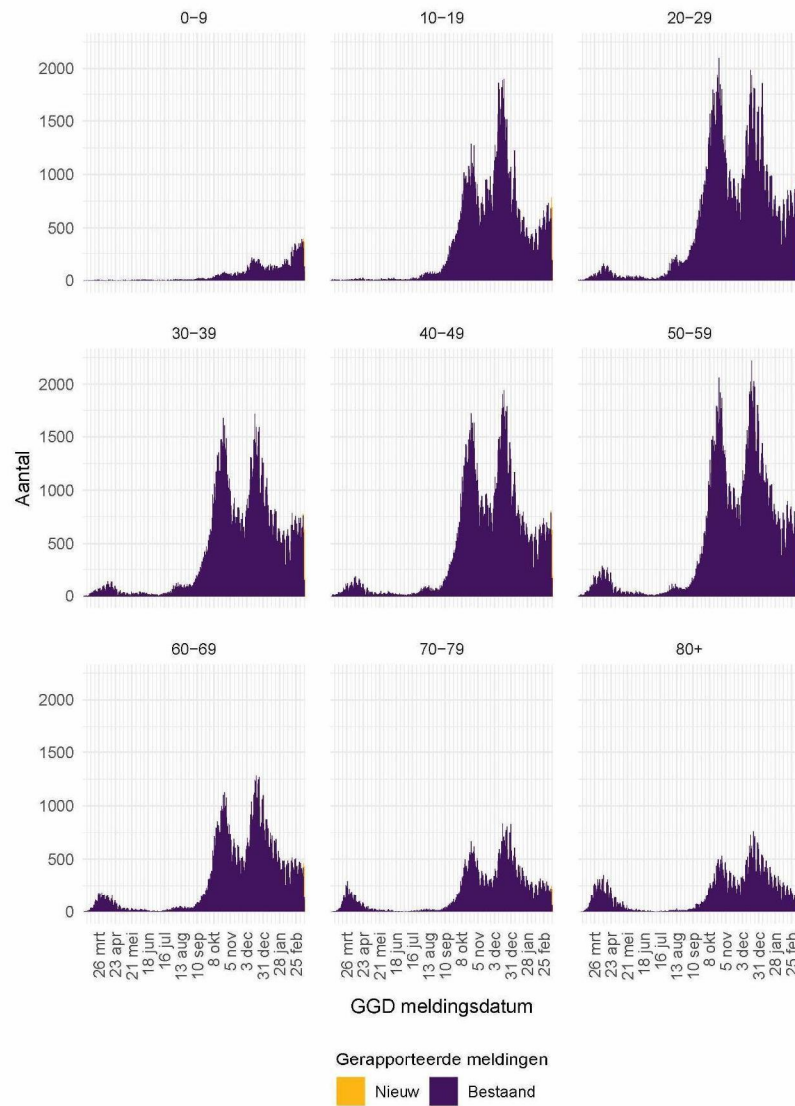 0−9
10−19
20−29
2000
1500
1000
500
0
30−39
40−49
50−59
2000
1500
1000
500
0
Aantal
60−69
70−79
80+
2000
1500
1000
500
0
26 mrt
23 apr
21 mei
18 jun
16 jul
13 aug
10 sep
8 okt
5 nov
3 dec
31 dec
28 jan
25 feb
26 mrt
23 apr
21 mei
18 jun
16 jul
13 aug
10 sep
8 okt
5 nov
3 dec
31 dec
28 jan
25 feb
26 mrt
23 apr
21 mei
18 jun
16 jul
13 aug
10 sep
8 okt
5 nov
3 dec
31 dec
28 jan
25 feb
GGD meldingsdatum
Gerapporteerde meldingen
Nieuw
Bestaand